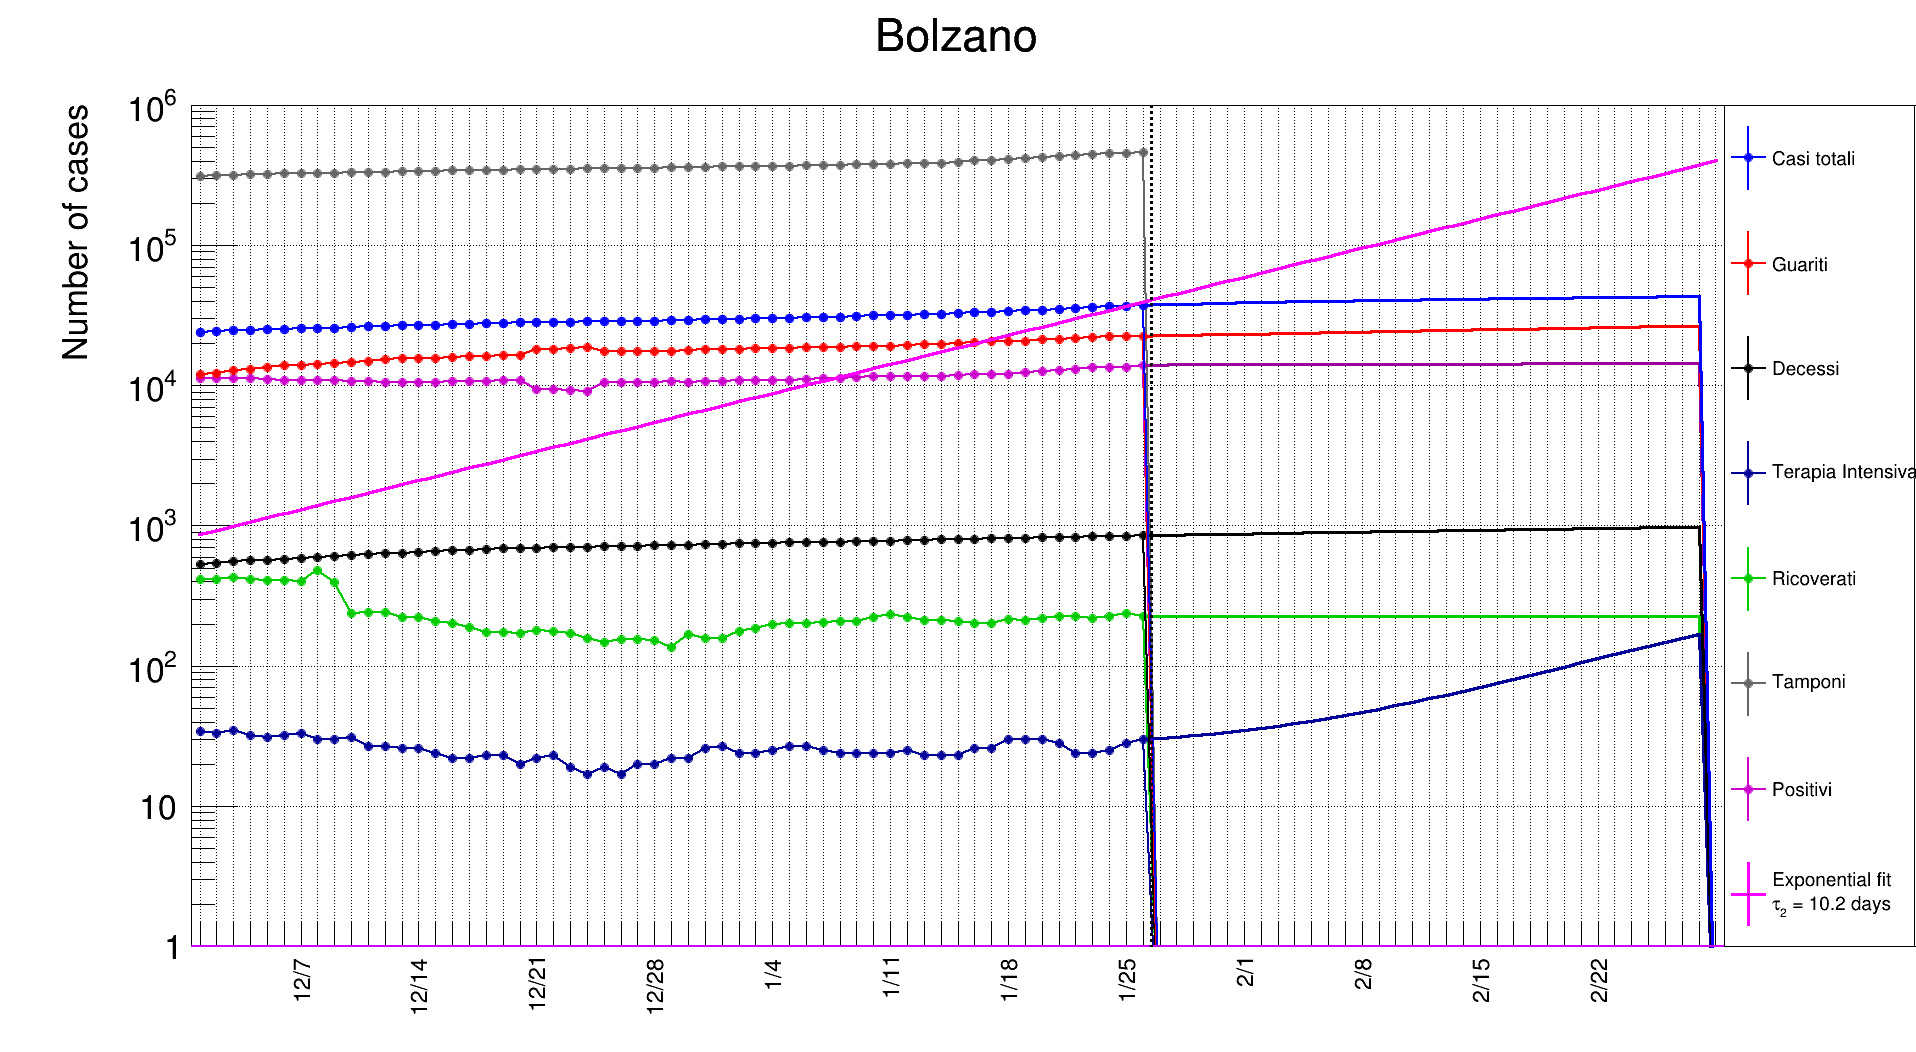 Bolzano
Number of cases
10^6
10^5
10^4
10^3
10^2
10
1
12/7
12/14
12/21
12/28
1/4
1/11
1/18
1/25
2/1
2/8
2/15
2/22
Casi totali
Guariti
Decessi
Terapia Intensiva
Ricoverati
Tamponi
Positivi
Exponential fit
τ_2 = 10.2 days